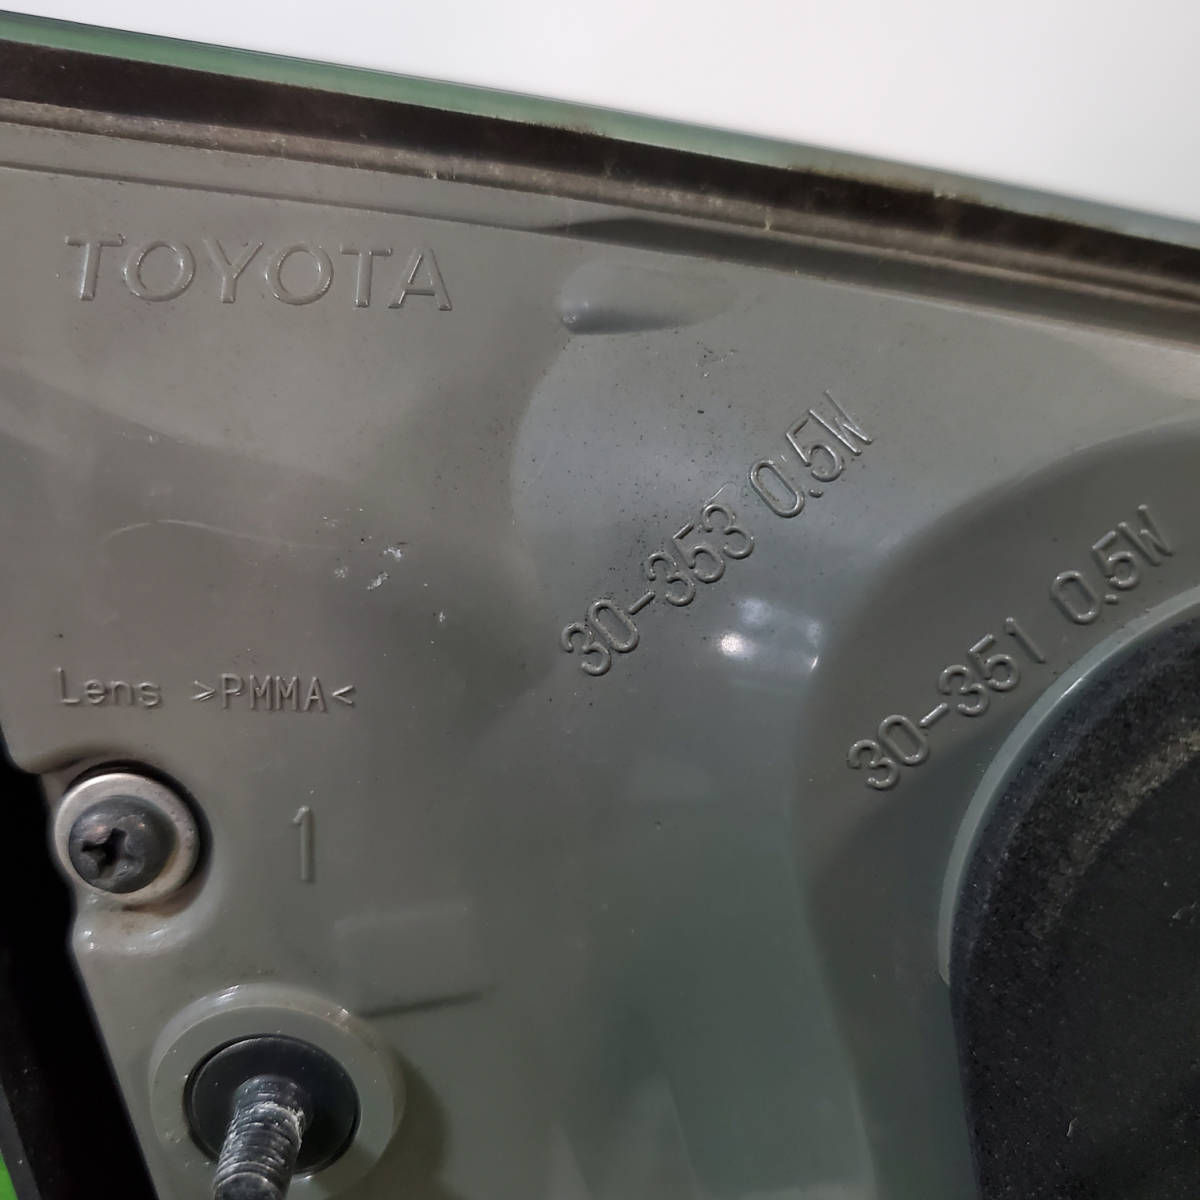 TOYOTA
30-353 0.5W
30-351 0.5W
Lens >PMMA<
1